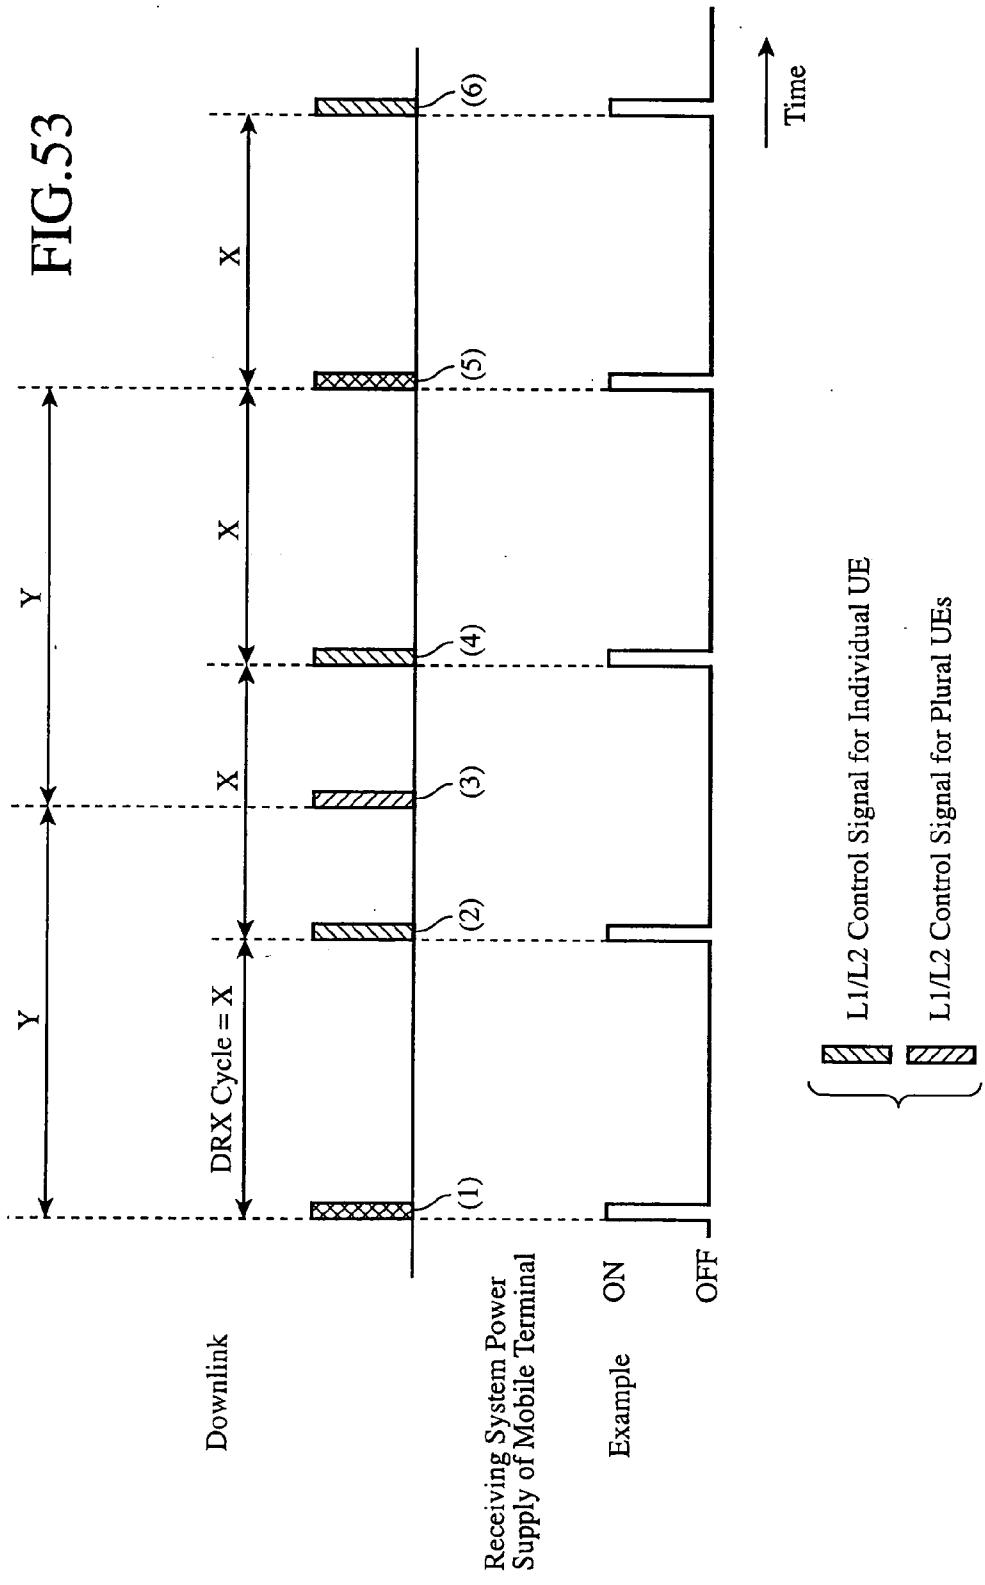 FIG.53
Y
Y
DRX Cycle = X
X
X
X
Downlink
(1)
(2)
(3)
(4)
(5)
(6)
Receiving System Power
Supply of Mobile Terminal
Example
ON
OFF
Time
L1/L2 Control Signal for Individual UE
L1/L2 Control Signal for Plural UEs